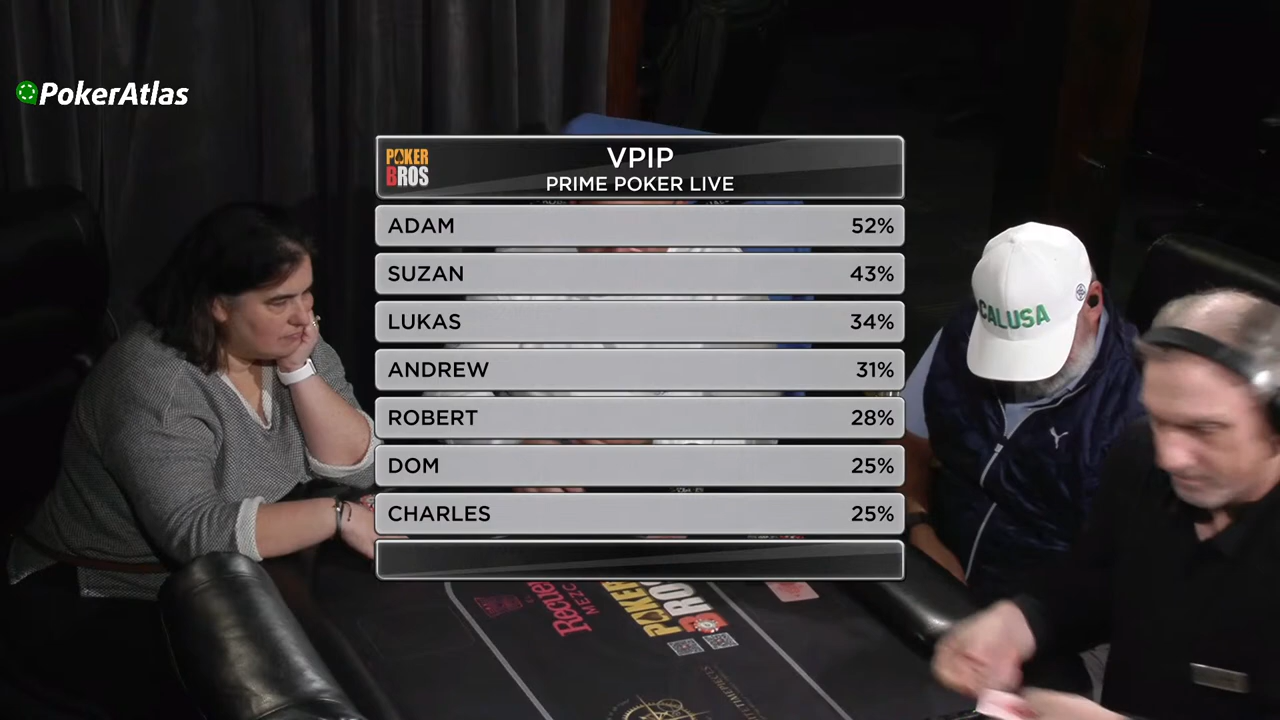 PokerAtlas
POKER
BROS
VPIP
PRIME POKER LIVE
ADAM 52%
SUZAN 43%
LUKAS 34%
ANDREW 31%
ROBERT 28%
DOM 25%
CHARLES 25%
CALUSA
POKER
BROS
MEZC